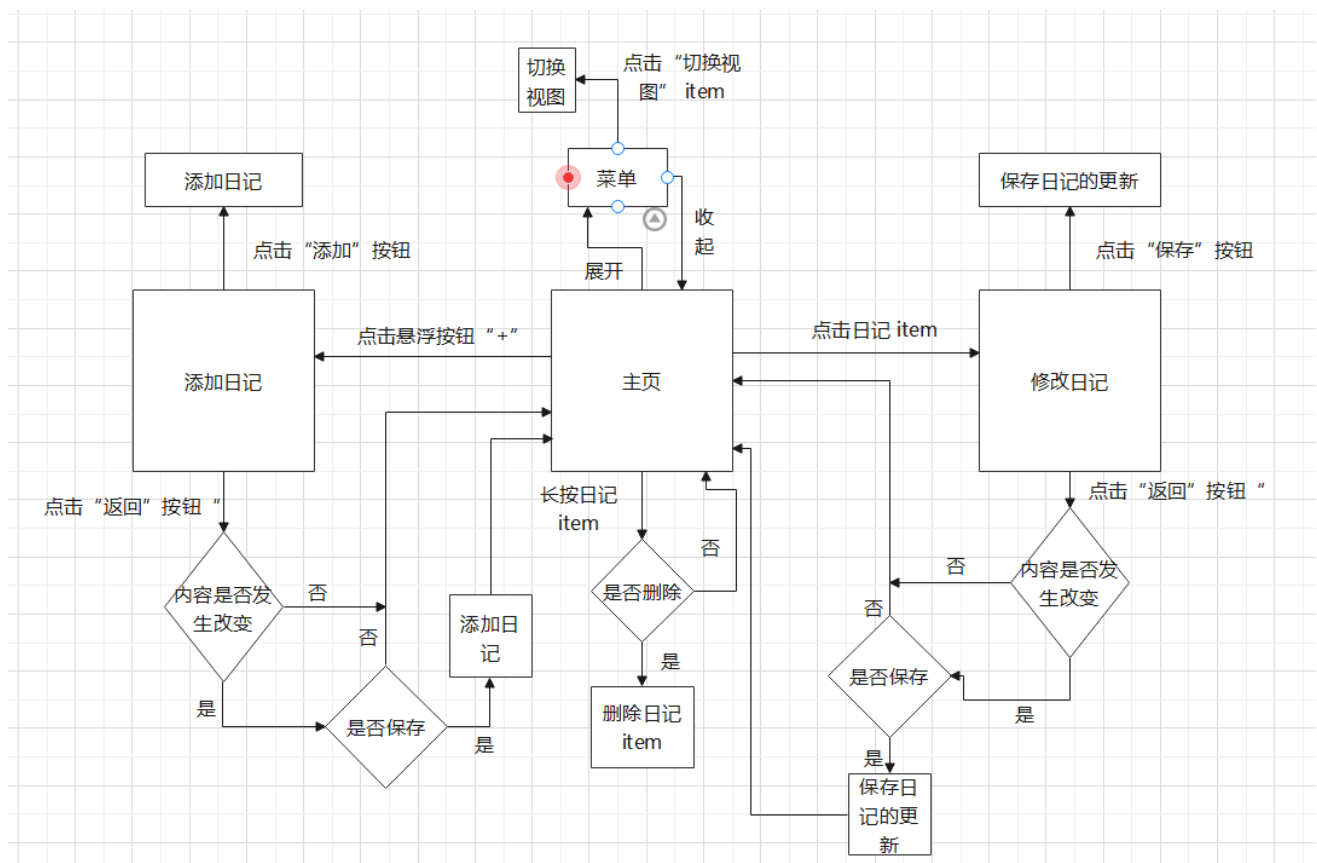 切换
视图
点击“切换视
图” item
添加日记
菜单
保存日记的更新
收
起
点击“添加”按钮
展开
点击“保存”按钮
点击悬浮按钮“+“
点击日记 item
添加日记
主页
修改日记
点击“返回”按钮“
长按日记
item
点击“返回”按钮“
否
内容是否发
生改变
否
否
添加日
记
是否删除
否
内容是否发
生改变
否
是
是否保存
是
是
删除日记
item
是否保存
是
是
保存日
记的更
新